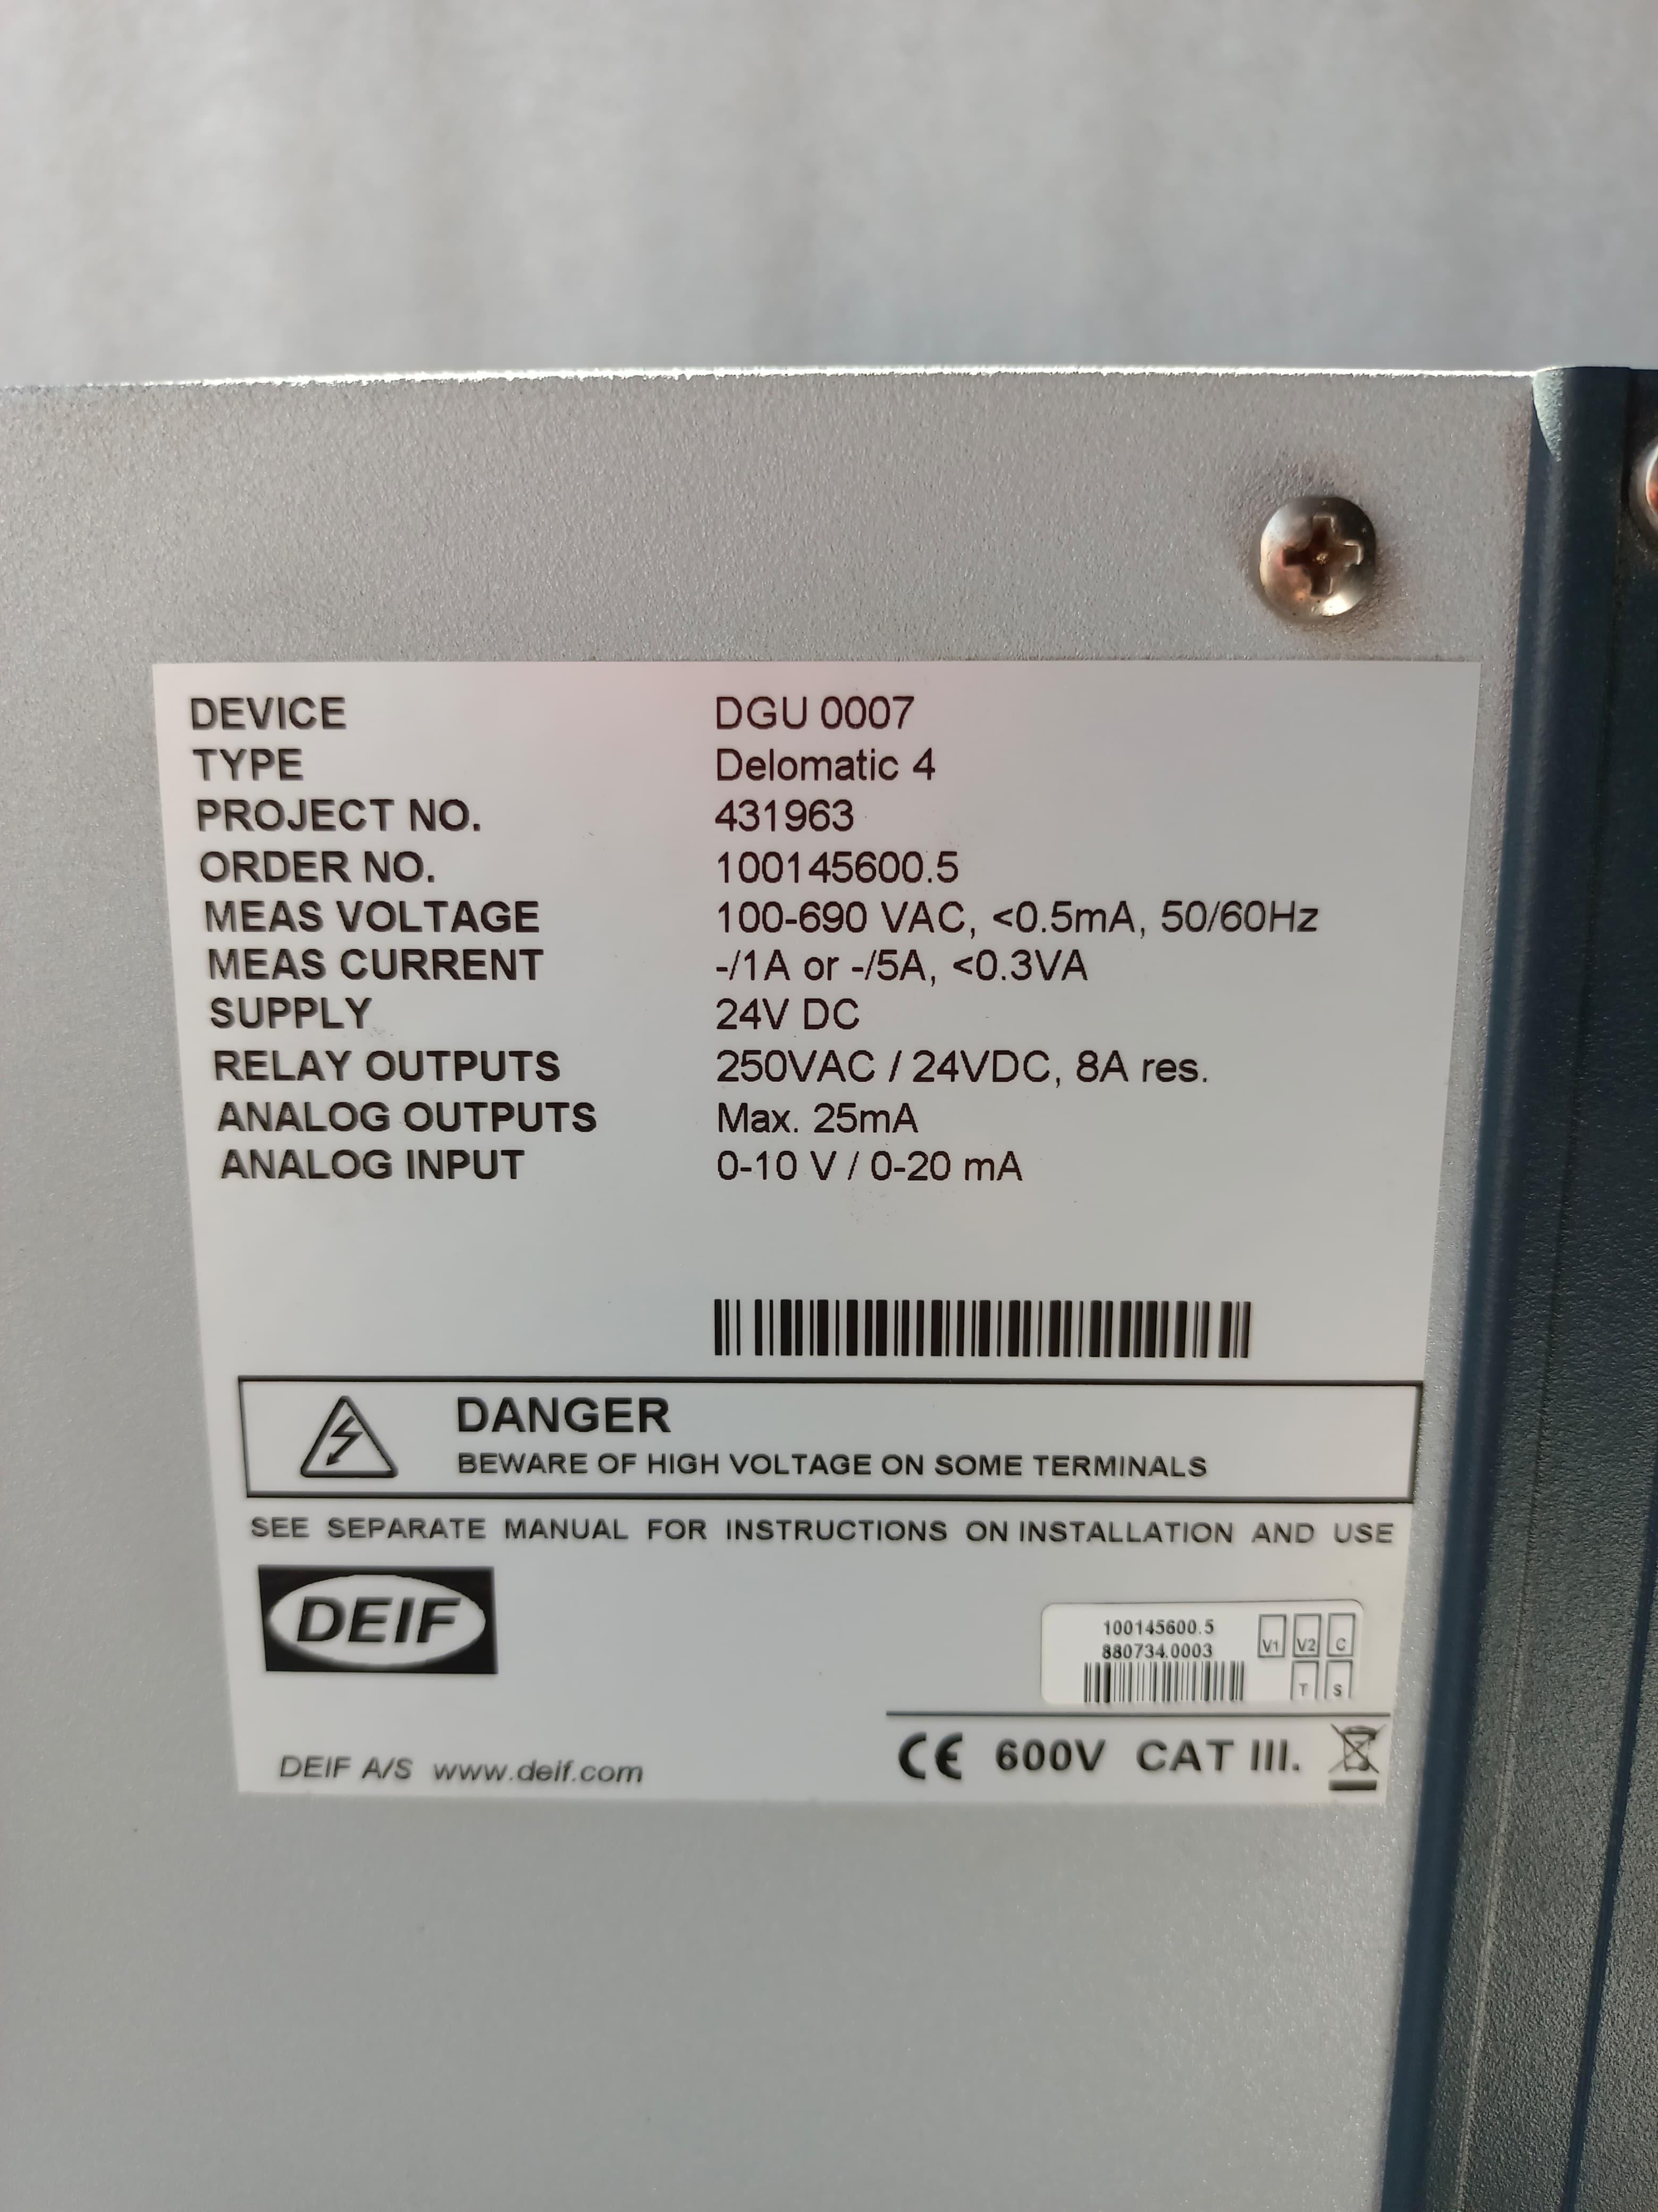 DEVICE DGU 0007
TYPE Delomatic 4
PROJECT NO. 431963
ORDER NO. 100145600.5
MEAS VOLTAGE 100-690 VAC, <0.5mA, 50/60Hz
MEAS CURRENT -/1A or -/5A, <0.3VA
SUPPLY 24V DC
RELAY OUTPUTS 250VAC / 24VDC, 8A res.
ANALOG OUTPUTS Max. 25mA
ANALOG INPUT 0-10 V / 0-20 mA
DANGER
BEWARE OF HIGH VOLTAGE ON SOME TERMINALS
SEE SEPARATE MANUAL FOR INSTRUCTIONS ON INSTALLATION AND USE
DEIF
100145600.5
880734.0003
V1 V2 C
T S
CE 600V CAT III.
DEIF A/S www.deif.com